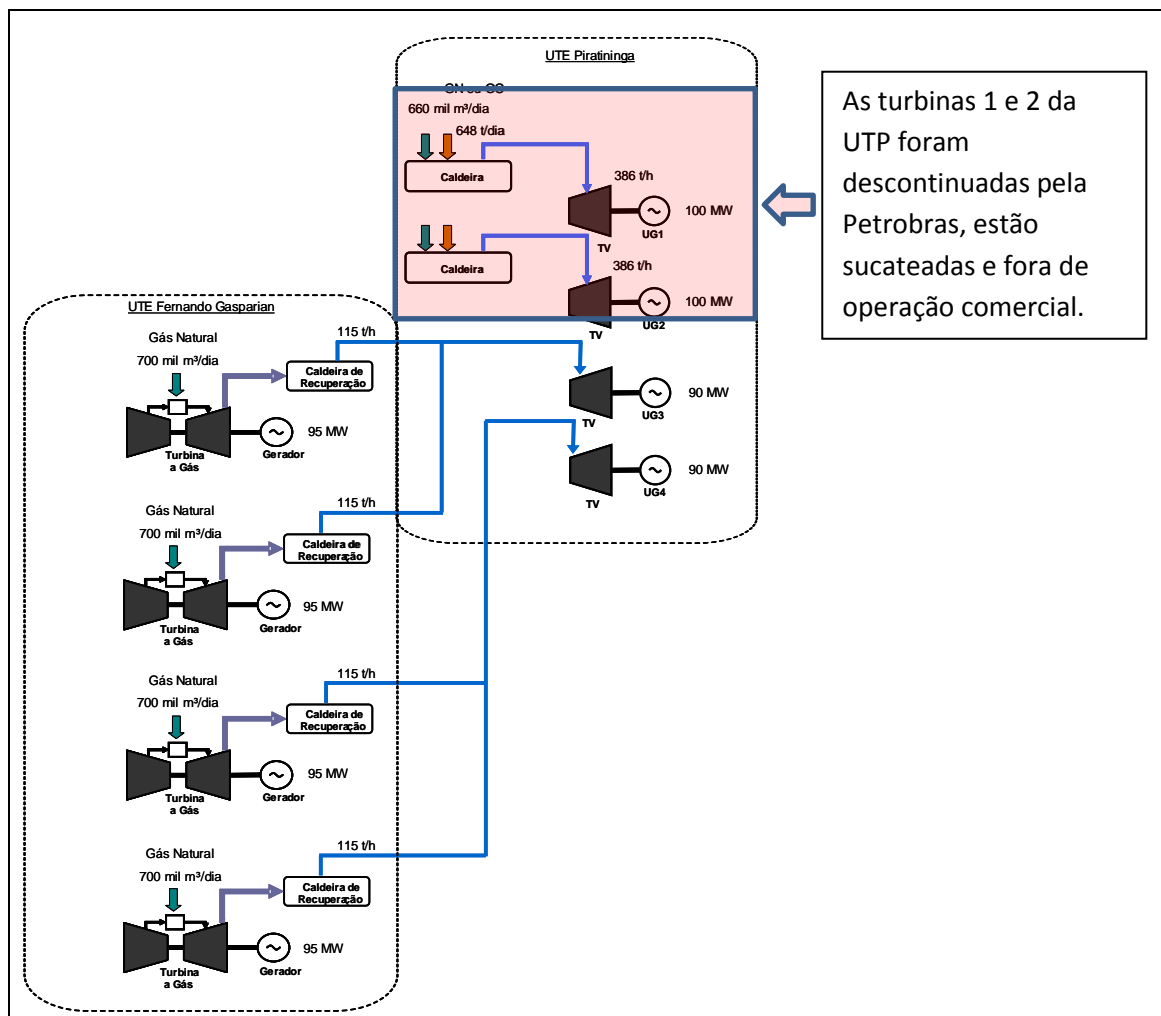 UTE Piratininga
660 mil m³/dia
648 t/dia
Caldeira
386 t/h
100 MW
UG1
TV
Caldeira
386 t/h
100 MW
UG2
TV
As turbinas 1 e 2 da
UTP foram
descontinuadas pela
Petrobras, estão
sucateadas e fora de
operação comercial.
UTE Fernando Gasparian
Gás Natural
700 mil m³/dia
115 t/h
Caldeira de
Recuperação
95 MW
Turbina
a Gás
Gerador
90 MW
UG3
TV
90 MW
UG4
TV
Gás Natural
700 mil m³/dia
115 t/h
Caldeira de
Recuperação
95 MW
Turbina
a Gás
Gerador
Gás Natural
700 mil m³/dia
115 t/h
Caldeira de
Recuperação
95 MW
Turbina
a Gás
Gerador
Gás Natural
700 mil m³/dia
115 t/h
Caldeira de
Recuperação
95 MW
Turbina
a Gás
Gerador